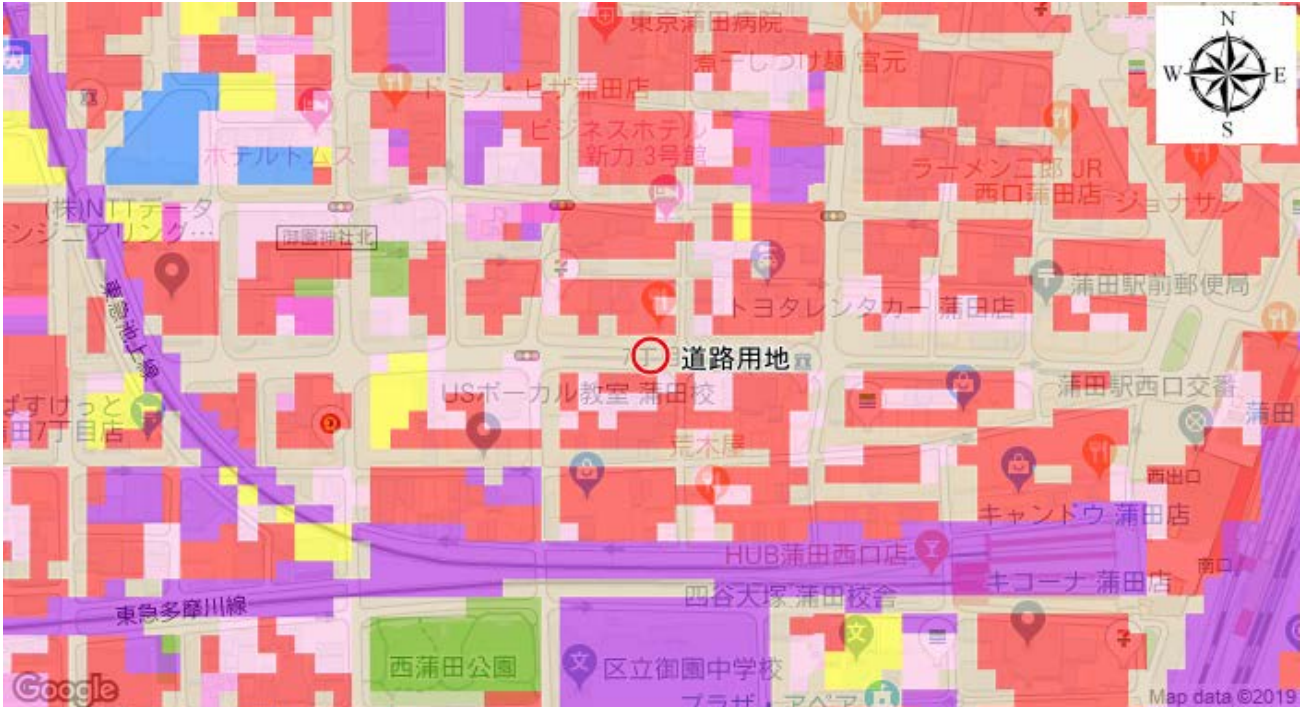 東京蒲田病院
煮干しつけ麺 宮元
N
W
E
S
ドミノ・ピザ蒲田店
ホテルトムス
ビジネスホテル
新力 3号館
ラーメン二郎 JR
西口蒲田店
ジョナサン
(株)NTTデータ
エンジニアリング…
御園神社北
蒲田駅前郵便局
トヨタレンタカー 蒲田店
東急池上線
道路用地
USボーカル教室 蒲田校
蒲田駅西口交番
蒲田
ばすけっと
蒲田7丁目店
荒木屋
西出口
キャンドゥ 蒲田店
HUB蒲田西口店
南口
キコーナ 蒲田店
四谷大塚 蒲田校舎
東急多摩川線
西蒲田公園
文
文
区立御園中学校
プラザ・アペア
Google
Map data ©2019